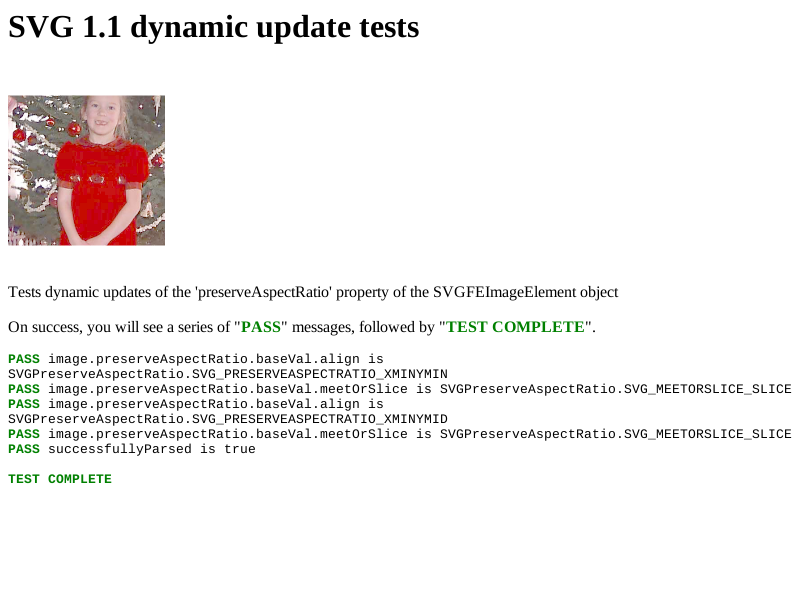 SVG 1.1 dynamic update tests
Tests dynamic updates of the 'preserveAspectRatio' property of the SVGFEImageElement object
On success, you will see a series of "PASS" messages, followed by "TEST COMPLETE".
PASS image.preserveAspectRatio.baseVal.align is
SVGPreserveAspectRatio.SVG_PRESERVEASPECTRATIO_XMINYMIN
PASS image.preserveAspectRatio.baseVal.meetOrSlice is SVGPreserveAspectRatio.SVG_MEETORSLICE_SLICE
PASS image.preserveAspectRatio.baseVal.align is
SVGPreserveAspectRatio.SVG_PRESERVEASPECTRATIO_XMINYMID
PASS image.preserveAspectRatio.baseVal.meetOrSlice is SVGPreserveAspectRatio.SVG_MEETORSLICE_SLICE
PASS successfullyParsed is true
TEST COMPLETE